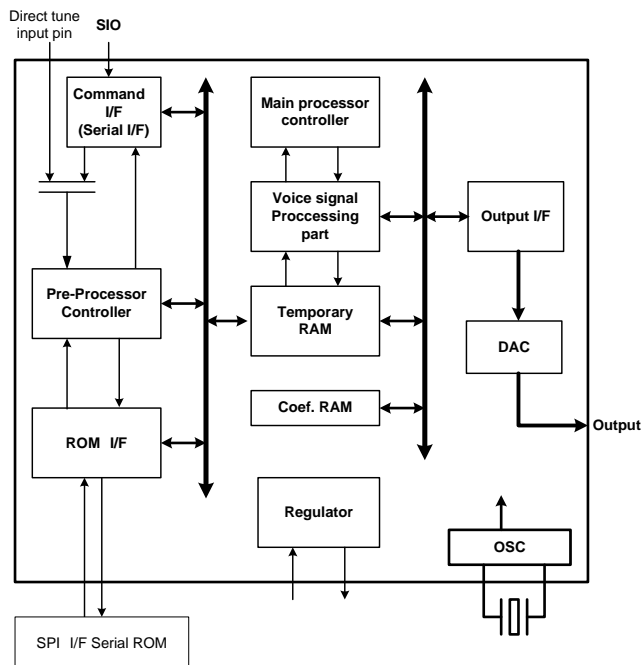 Direct tune
input pin
SIO
Command
I/F
(Serial I/F)
Main processor
controller
Voice signal
Proccessing
part
Output I/F
Pre-Processor
Controller
Temporary
RAM
DAC
Coef. RAM
Output
ROM I/F
Regulator
OSC
SPI I/F Serial ROM